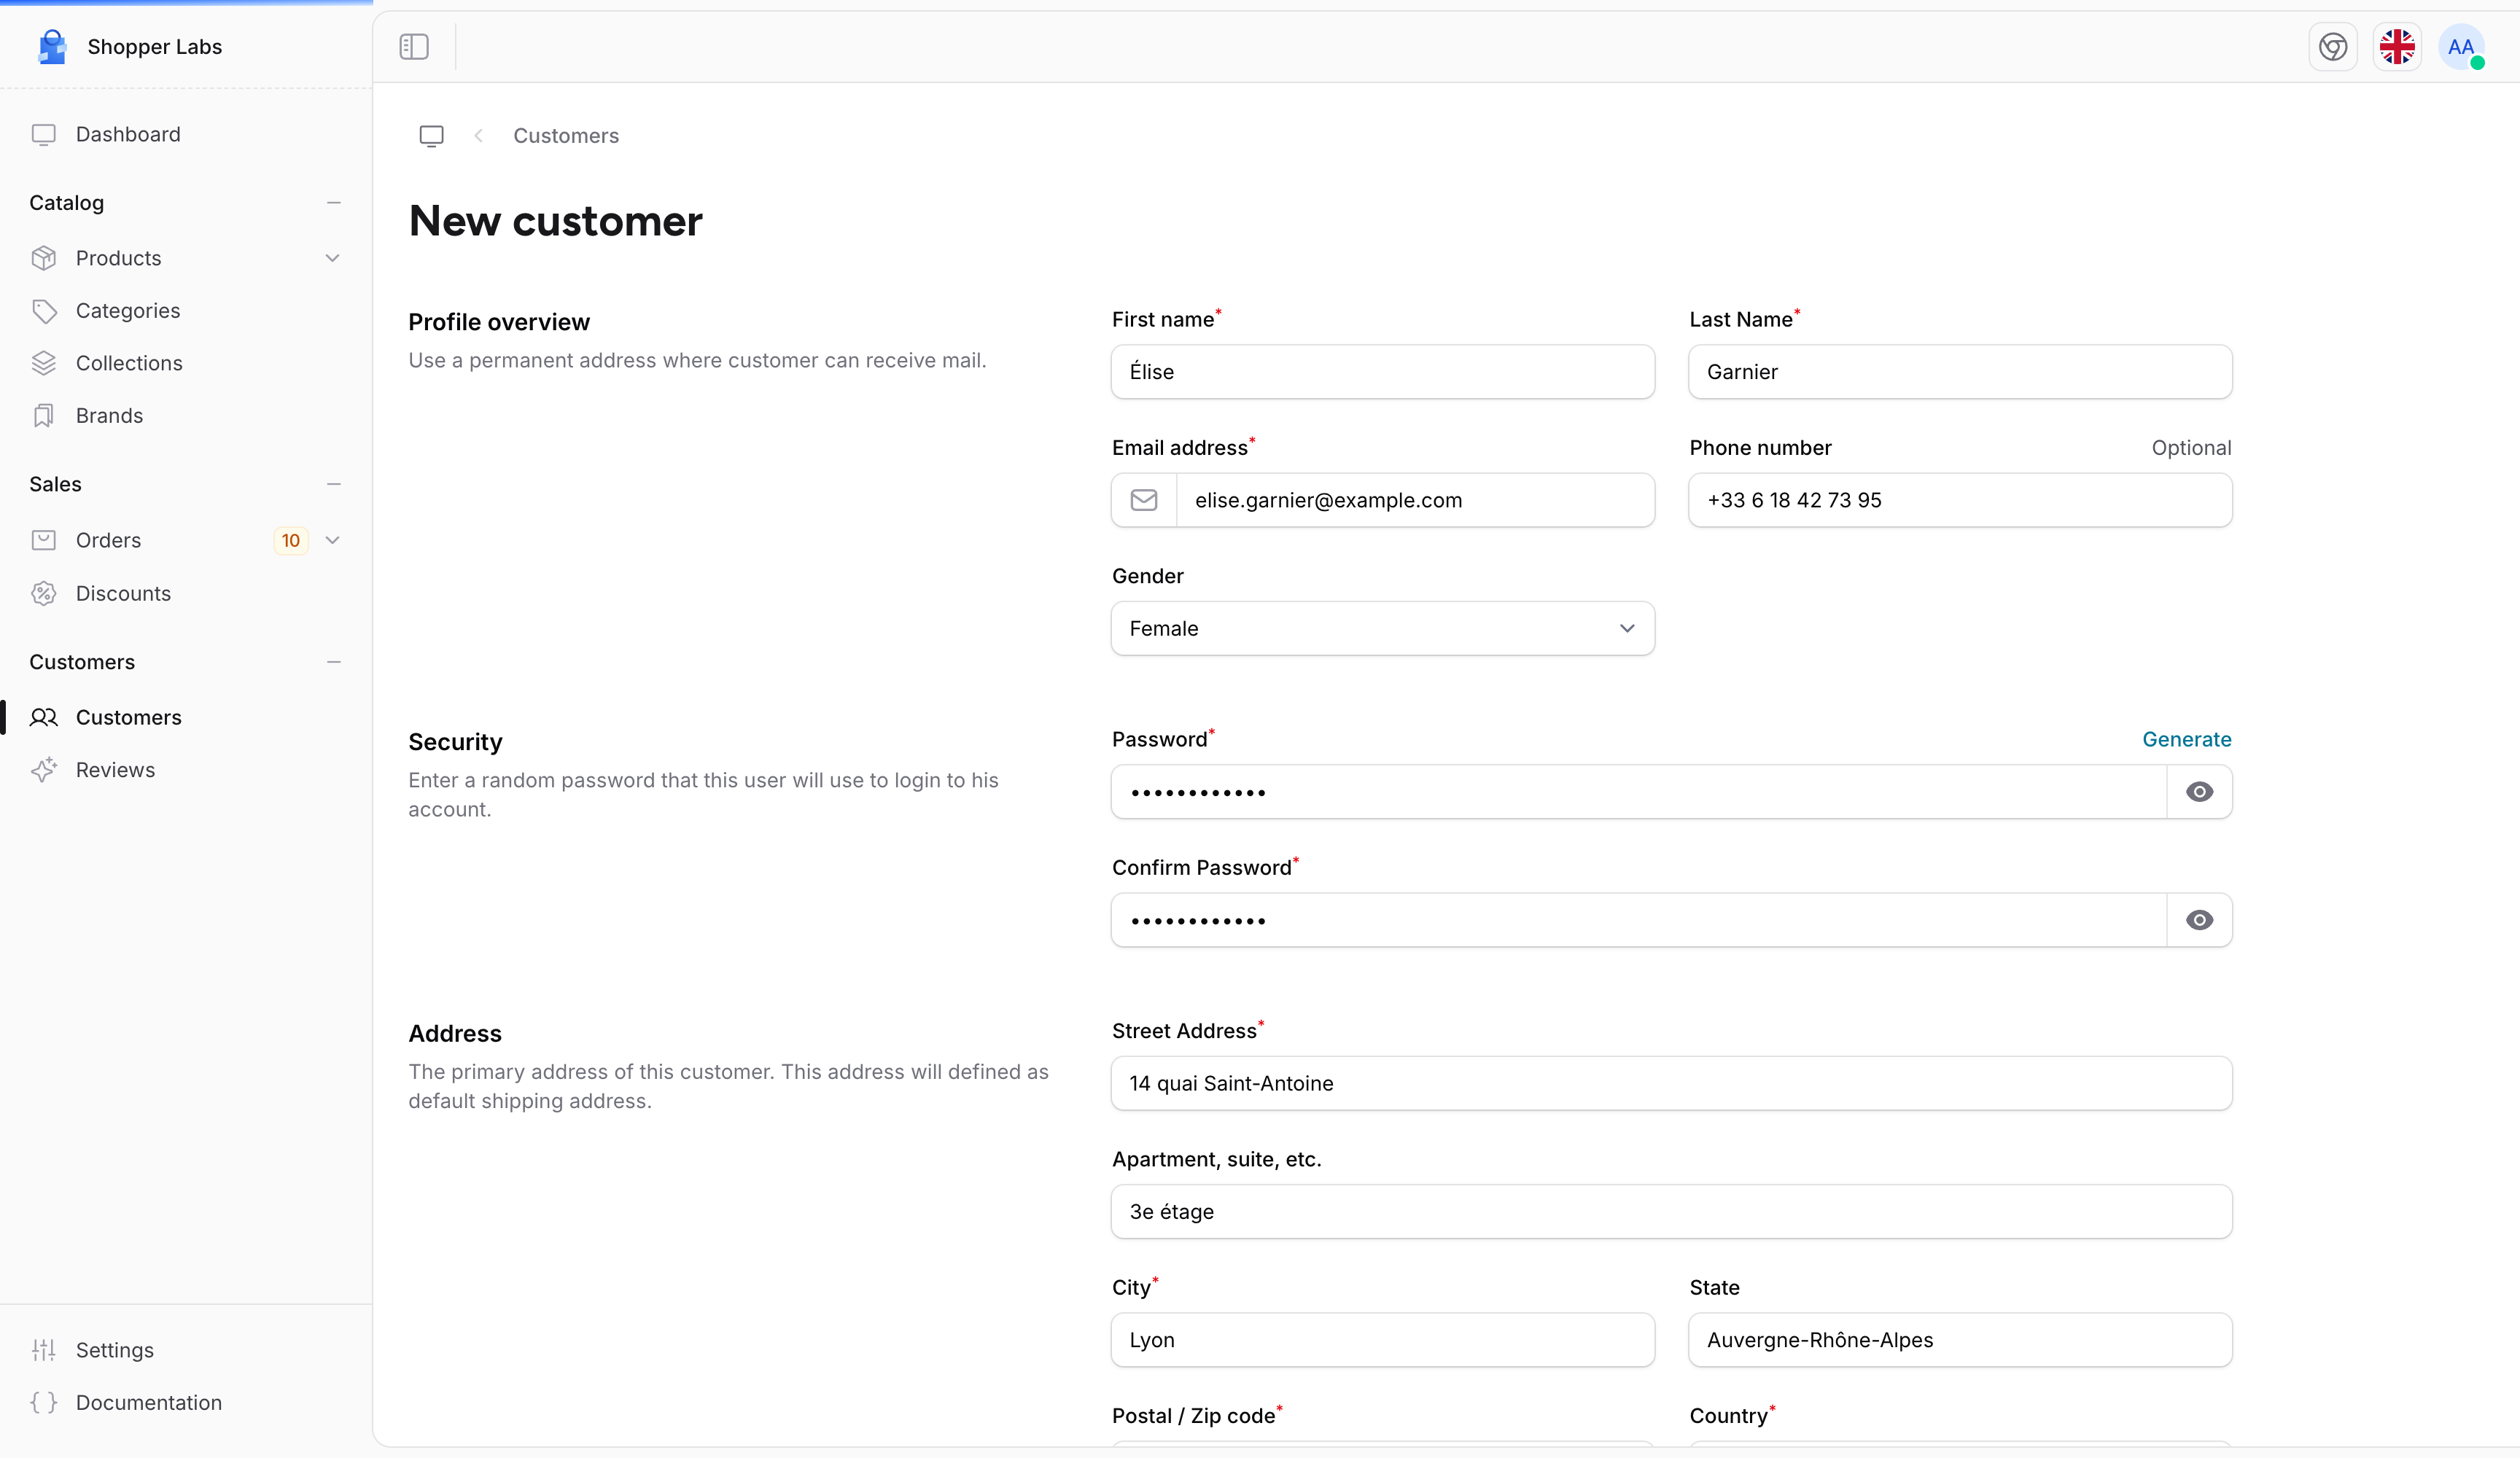 Shopper Labs
AA
Dashboard
Catalog
Products
Categories
Collections
Brands
Sales
Orders 10
Discounts
Customers
Customers
Reviews
Settings
Documentation
Customers
New customer
Profile overview
Use a permanent address where customer can receive mail.
First name*
Élise
Last Name*
Garnier
Email address*
elise.garnier@example.com
Phone number Optional
+33 6 18 42 73 95
Gender
Female
Security
Enter a random password that this user will use to login to his
account.
Password* Generate
••••••••••••
Confirm Password*
••••••••••••
Address
The primary address of this customer. This address will defined as
default shipping address.
Street Address*
14 quai Saint-Antoine
Apartment, suite, etc.
3e étage
City*
Lyon
State
Auvergne-Rhône-Alpes
Postal / Zip code*
Country*